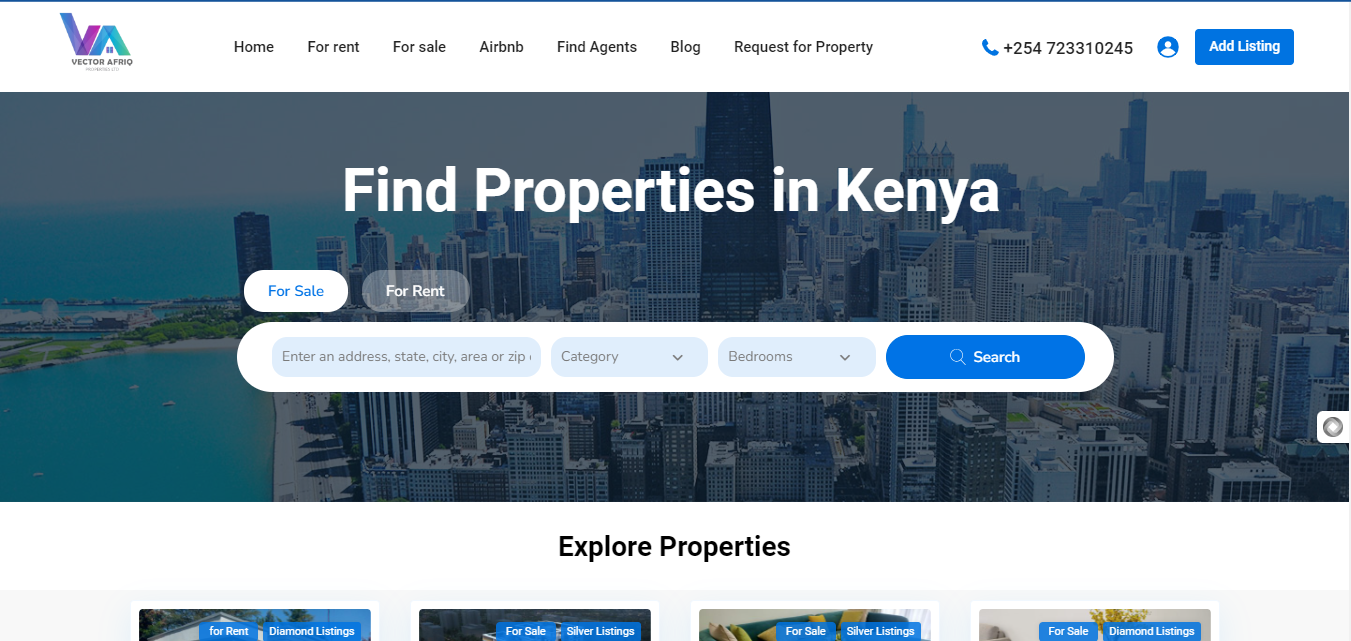 VECTOR AFRIQ
PROPERTIES LTD
Home For rent For sale Airbnb Find Agents Blog Request for Property
+254 723310245
Add Listing
Find Properties in Kenya
For Sale For Rent
Enter an address, state, city, area or zip
Category
Bedrooms
Search
Explore Properties
for Rent Diamond Listings
For Sale Silver Listings
For Sale Silver Listings
For Sale Diamond Listings